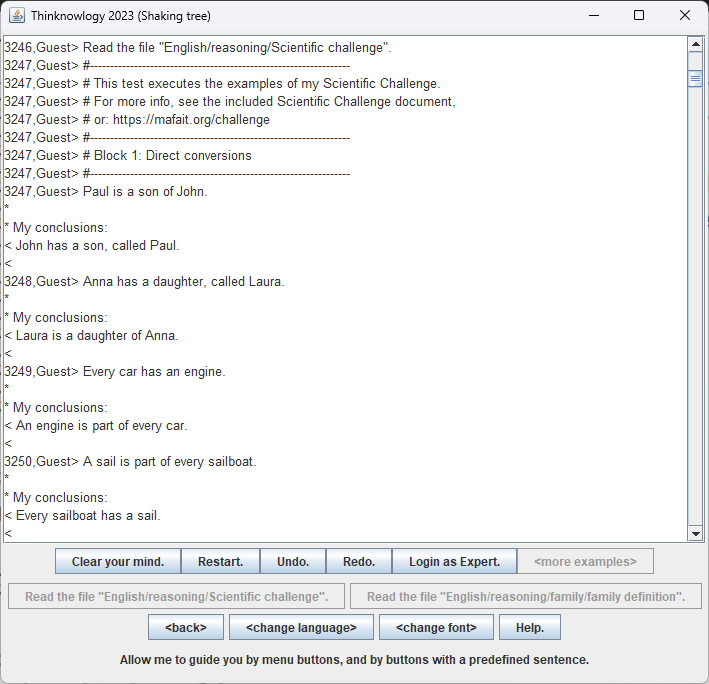 Thinknowlogy 2023 (Shaking tree)
3246,Guest> Read the file "English/reasoning/Scientific challenge".
3247,Guest> #-----------------------------------------------------------------
3247,Guest> # This test executes the examples of my Scientific Challenge.
3247,Guest> # For more info, see the included Scientific Challenge document,
3247,Guest> # or: https://mafait.org/challenge
3247,Guest> #-----------------------------------------------------------------
3247,Guest> # Block 1: Direct conversions
3247,Guest> #-----------------------------------------------------------------
3247,Guest> Paul is a son of John.
*
* My conclusions:
< John has a son, called Paul.
<
3248,Guest> Anna has a daughter, called Laura.
*
* My conclusions:
< Laura is a daughter of Anna.
<
3249,Guest> Every car has an engine.
*
* My conclusions:
< An engine is part of every car.
<
3250,Guest> A sail is part of every sailboat.
*
* My conclusions:
< Every sailboat has a sail.
<
Clear your mind. Restart. Undo. Redo. Login as Expert. <more examples>
Read the file "English/reasoning/Scientific challenge". Read the file "English/reasoning/family/family definition".
<back> <change language> <change font> Help.
Allow me to guide you by menu buttons, and by buttons with a predefined sentence.